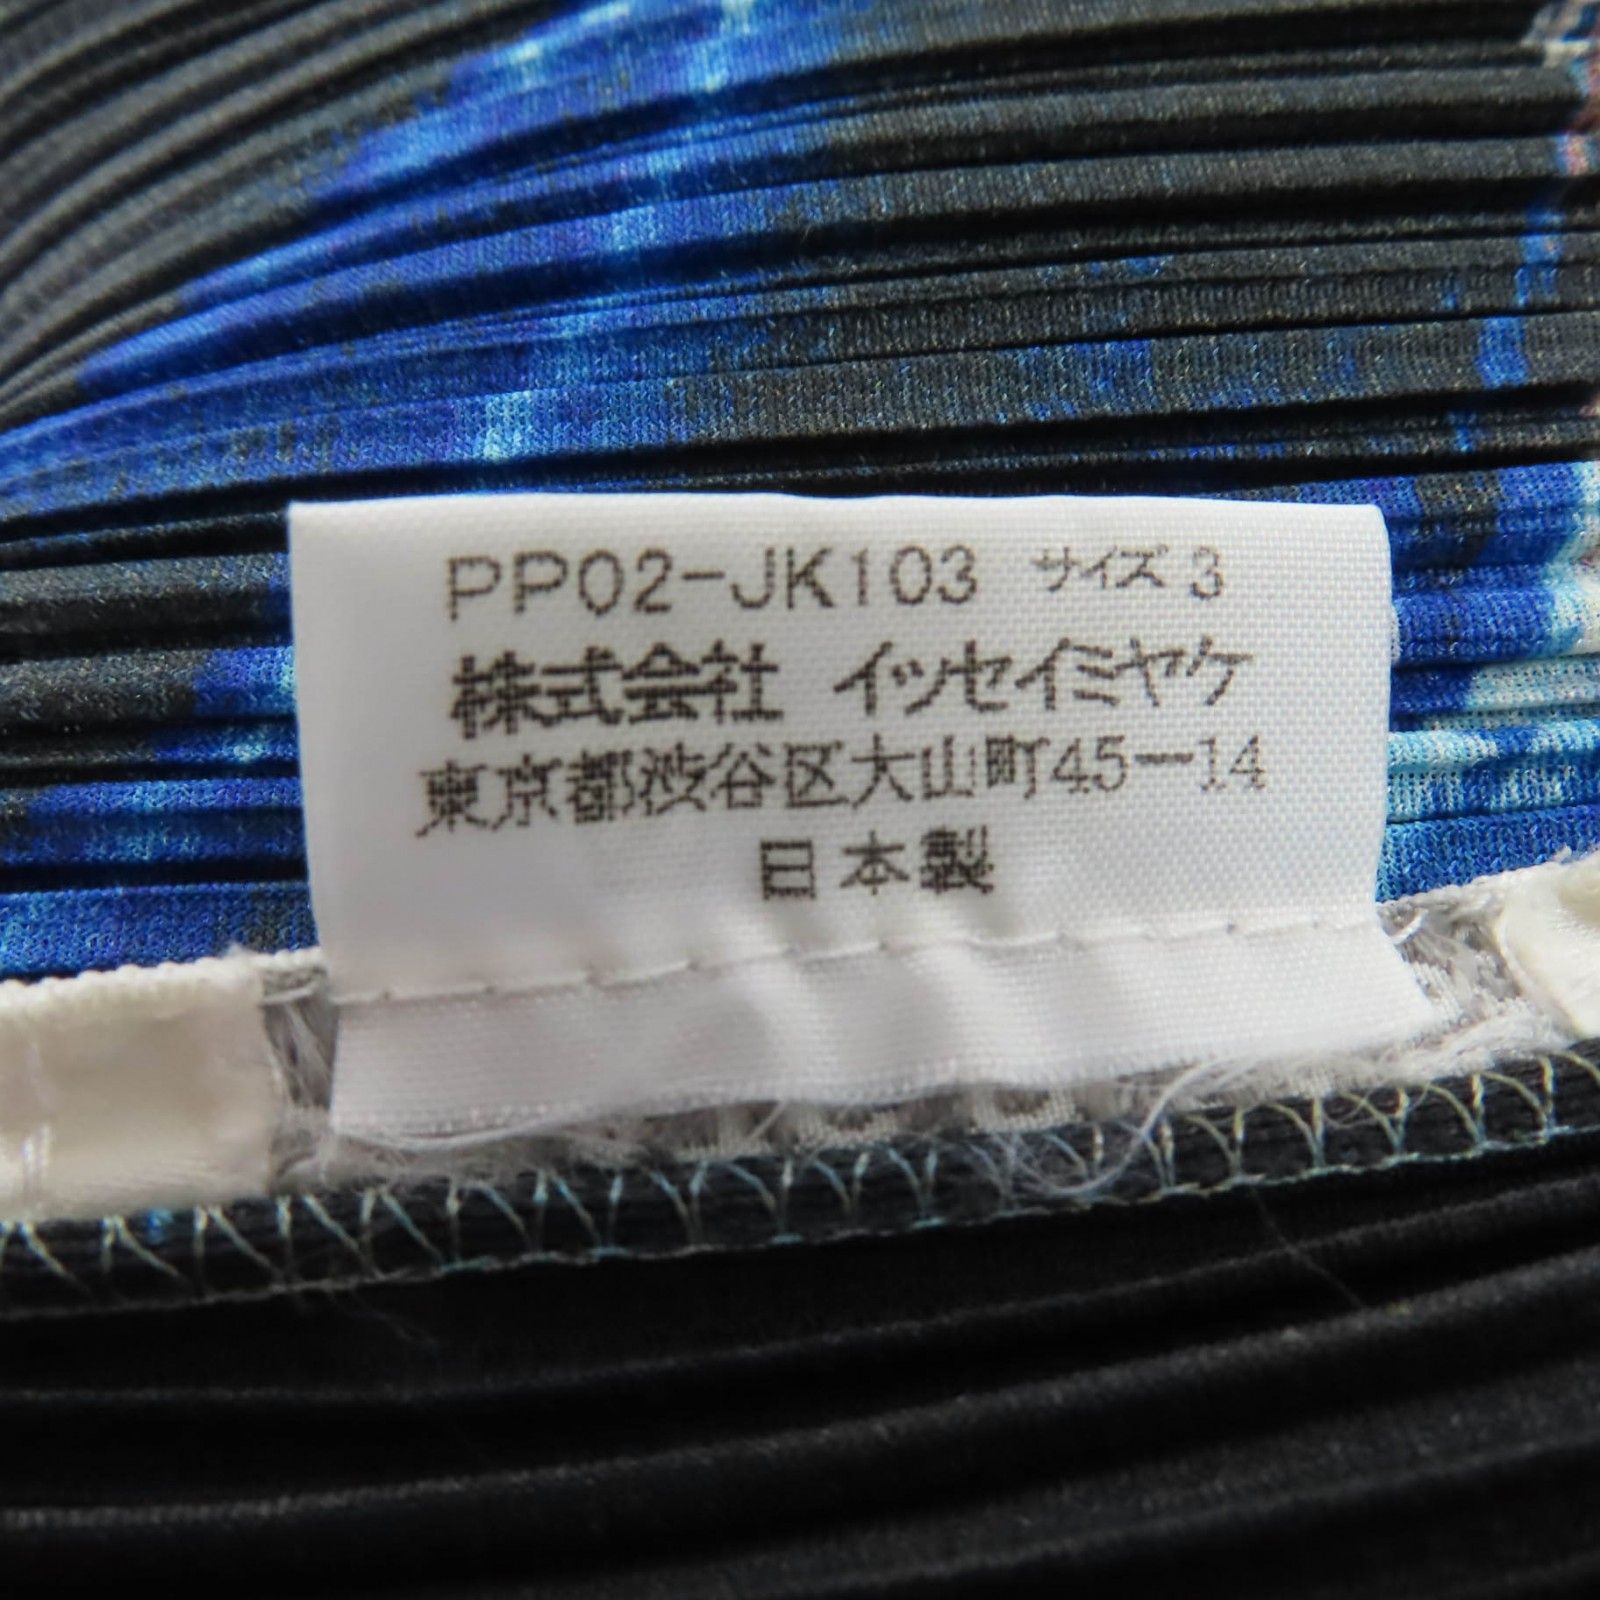 PP02-JK103 サイズ 3
株式会社 イッセイミヤケ
東京都渋谷区大山町45-14
日本製